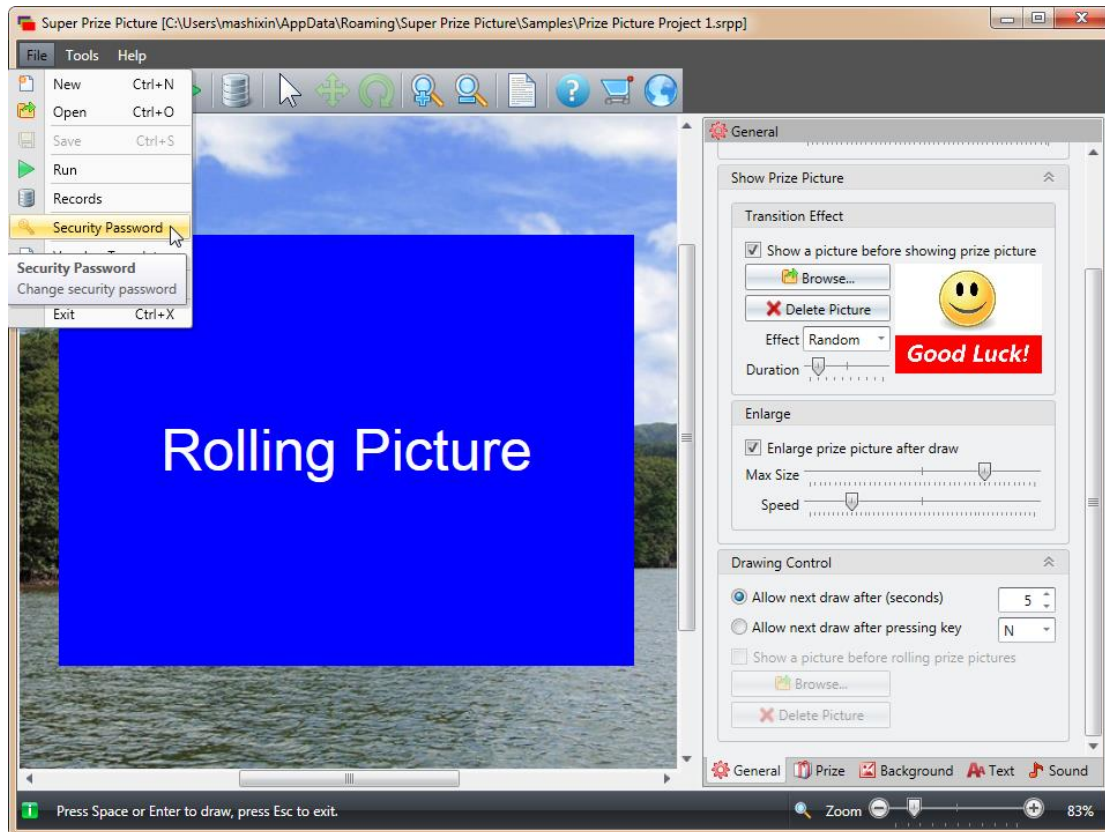 Super Prize Picture [C:\Users\mashixin\AppData\Roaming\Super Prize Picture\Samples\Prize Picture Project 1.srpp]
File Tools Help
New Ctrl+N
Open Ctrl+O
Save Ctrl+S
Run
Records
Security Password
Security Password
Change security password
Exit Ctrl+X
Rolling Picture
General
Show Prize Picture
Transition Effect
Show a picture before showing prize picture
Browse...
Delete Picture
Effect Random
Duration
Good Luck!
Enlarge
Enlarge prize picture after draw
Max Size
Speed
Drawing Control
Allow next draw after (seconds) 5
Allow next draw after pressing key N
Show a picture before rolling prize pictures
Browse...
Delete Picture
General Prize Background Text Sound
Press Space or Enter to draw, press Esc to exit.
Zoom 83%